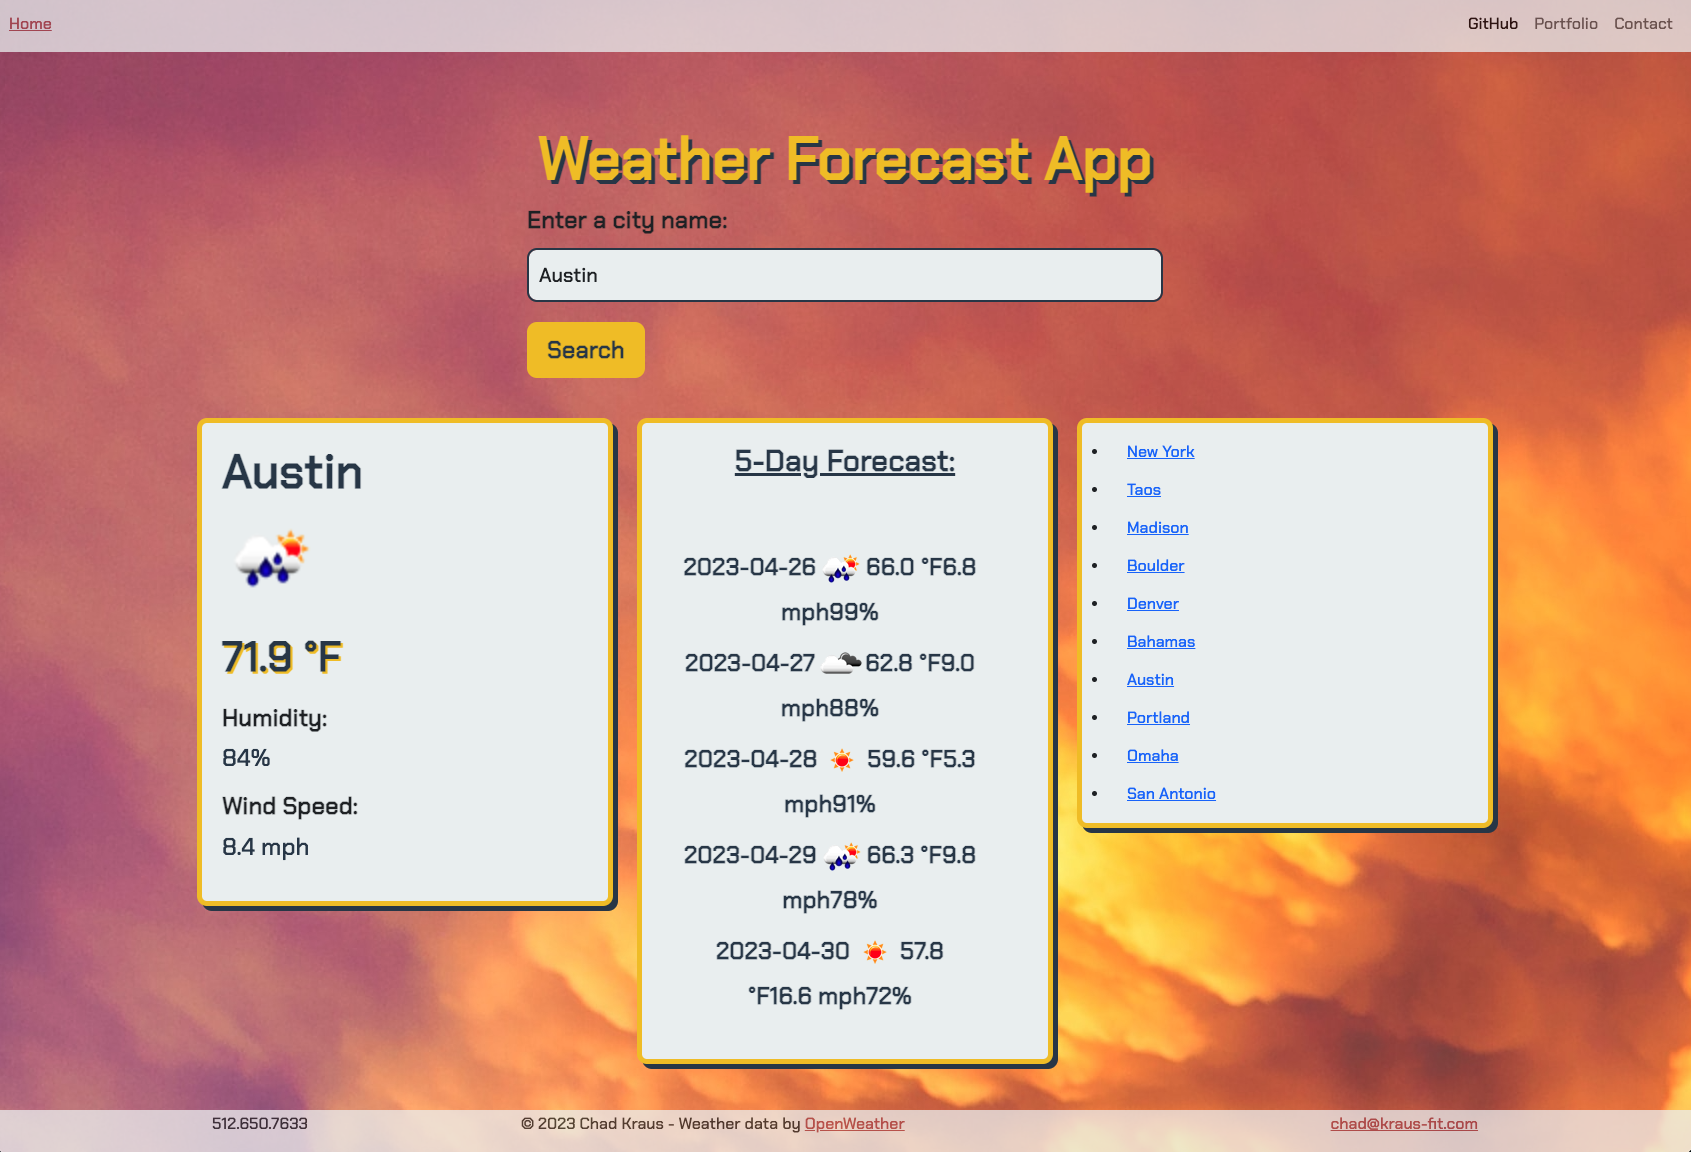 Home
GitHub Portfolio Contact
Weather Forecast App
Enter a city name:
Austin
Search
Austin
71.9 °F
Humidity:
84%
Wind Speed:
8.4 mph
5-Day Forecast:
2023-04-26 66.0 °F6.8
mph99%
2023-04-27 62.8 °F9.0
mph88%
2023-04-28 59.6 °F5.3
mph91%
2023-04-29 66.3 °F9.8
mph78%
2023-04-30 57.8
°F16.6 mph72%
New York
Taos
Madison
Boulder
Denver
Bahamas
Austin
Portland
Omaha
San Antonio
512.650.7633
© 2023 Chad Kraus - Weather data by OpenWeather
chad@kraus-fit.com